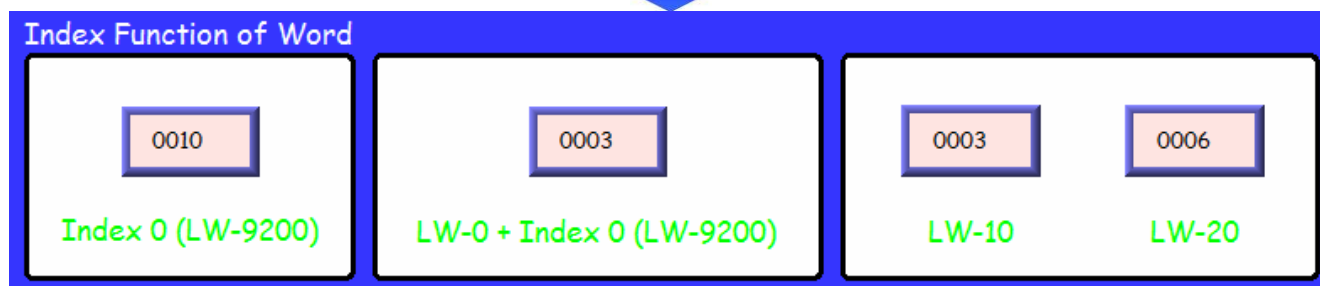 Index Function of Word
0010
Index 0 (LW-9200)
0003
LW-0 + Index 0 (LW-9200)
0003
0006
LW-10
LW-20